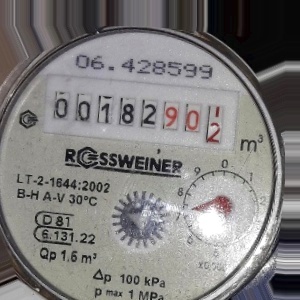 06.428599
00182902 m³
ROSSWEINER
LT-2-1644:2002
B-H A-V 30°C
D 81
6.131.22
Qp 1.5 m³
Δp 100 kPa
p max 1 MPa